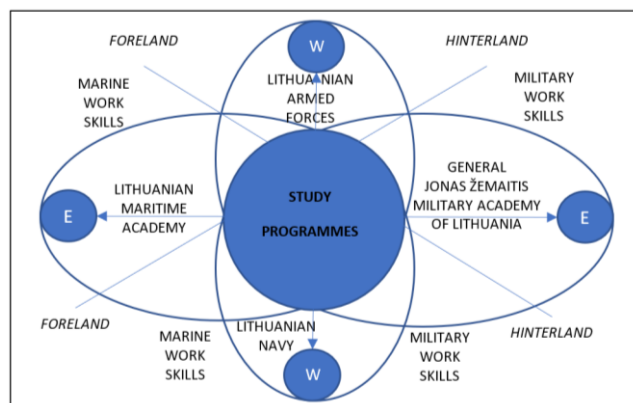 FORELAND
W
HINTERLAND
MARINE
WORK
SKILLS
LITHUANIAN
ARMED
FORCES
MILITARY
WORK
SKILLS
E
LITHUANIAN
MARITIME
ACADEMY
STUDY
PROGRAMMES
GENERAL
JONAS ŽEMAITIS
MILITARY ACADEMY
OF LITHUANIA
E
FORELAND
MARINE
WORK
SKILLS
LITHUANIAN
NAVY
W
MILITARY
WORK
SKILLS
HINTERLAND